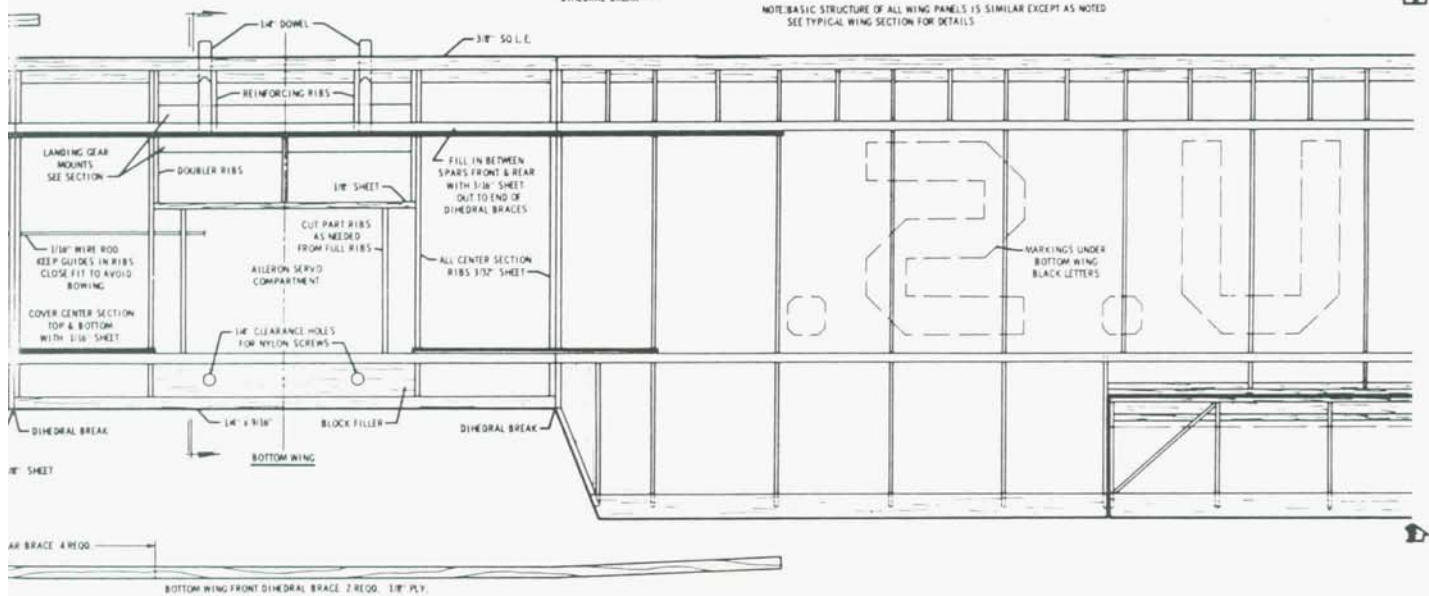 NOTE:BASIC STRUCTURE OF ALL WING PANELS IS SIMILAR EXCEPT AS NOTED
SEE TYPICAL WING SECTION FOR DETAILS
1/4" DOWEL
3/8" SQ L.E.
REINFORCING RIBS
LANDING GEAR
MOUNTS
SEE SECTION
DOUBLER RIBS
1/8" SHEET
FILL IN BETWEEN
SPARS FRONT & REAR
WITH 3/16" SHEET
OUT TO END OF
DIHEDRAL BRACES
CUT PART RIBS
AS NEEDED
FROM FULL RIBS
1/16" WIRE ROD
KEEP GUIDES IN RIBS
CLOSE FIT TO AVOID
BOWING
AILERON SERVO
COMPARTMENT
ALL CENTER SECTION
RIBS 3/32" SHEET
MARKINGS UNDER
BOTTOM WING
BLACK LETTERS
U.S.
COVER CENTER SECTION
TOP & BOTTOM
WITH 1/16" SHEET
1/4" CLEARANCE HOLES
FOR NYLON SCREWS
DIHEDRAL BREAK
1/4" x 9/16"
BLOCK FILLER
DIHEDRAL BREAK
BOTTOM WING
SHEET
BRACE 4 REQD.
BOTTOM WING FRONT DIHEDRAL BRACE 2 REQD. 1/8" PLY.